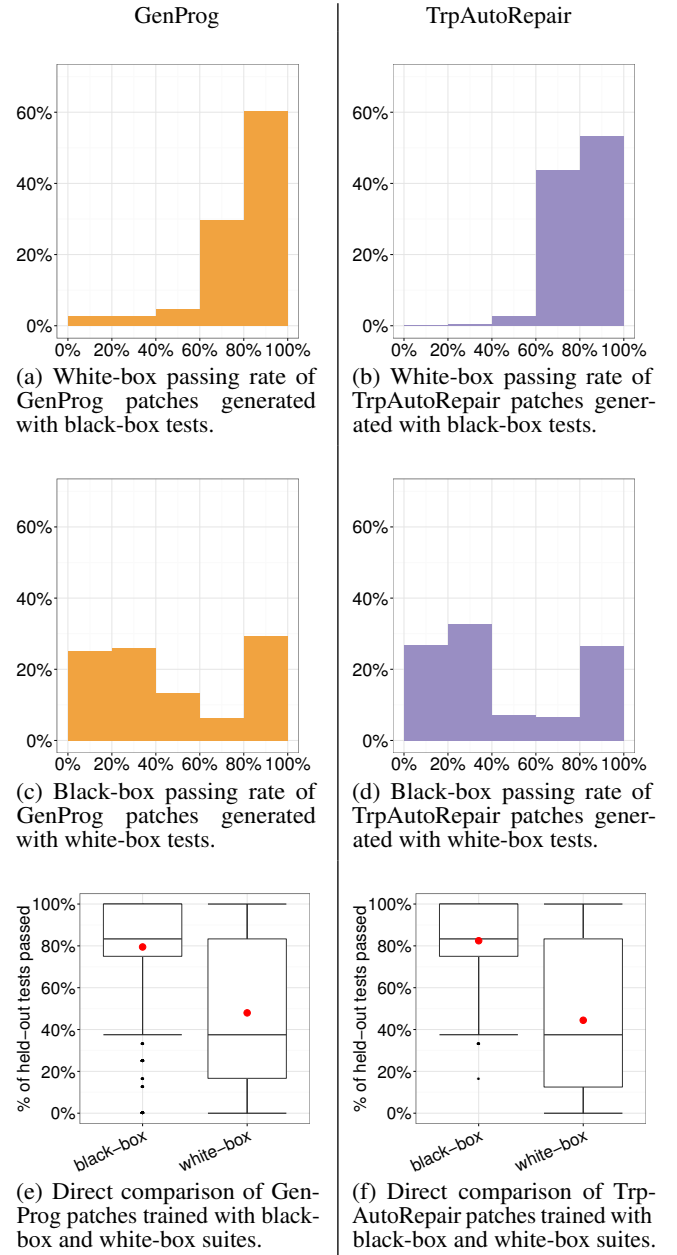 GenProg
TrpAutoRepair
60%
40%
20%
0%
0% 20% 40% 60% 80% 100%
(a) White-box passing rate of
GenProg patches generated
with black-box tests.
60%
40%
20%
0%
0% 20% 40% 60% 80% 100%
(b) White-box passing rate of
TrpAutoRepair patches gener-
ated with black-box tests.
60%
40%
20%
0%
0% 20% 40% 60% 80% 100%
(c) Black-box passing rate of
GenProg patches generated
with white-box tests.
60%
40%
20%
0%
0% 20% 40% 60% 80% 100%
(d) Black-box passing rate of
TrpAutoRepair patches gener-
ated with white-box tests.
% of held-out tests passed
100%
80%
60%
40%
20%
0%
black-box
white-box
(e) Direct comparison of Gen-
Prog patches trained with black-
box and white-box suites.
% of held-out tests passed
100%
80%
60%
40%
20%
0%
black-box
white-box
(f) Direct comparison of Trp-
AutoRepair patches trained with
black-box and white-box suites.